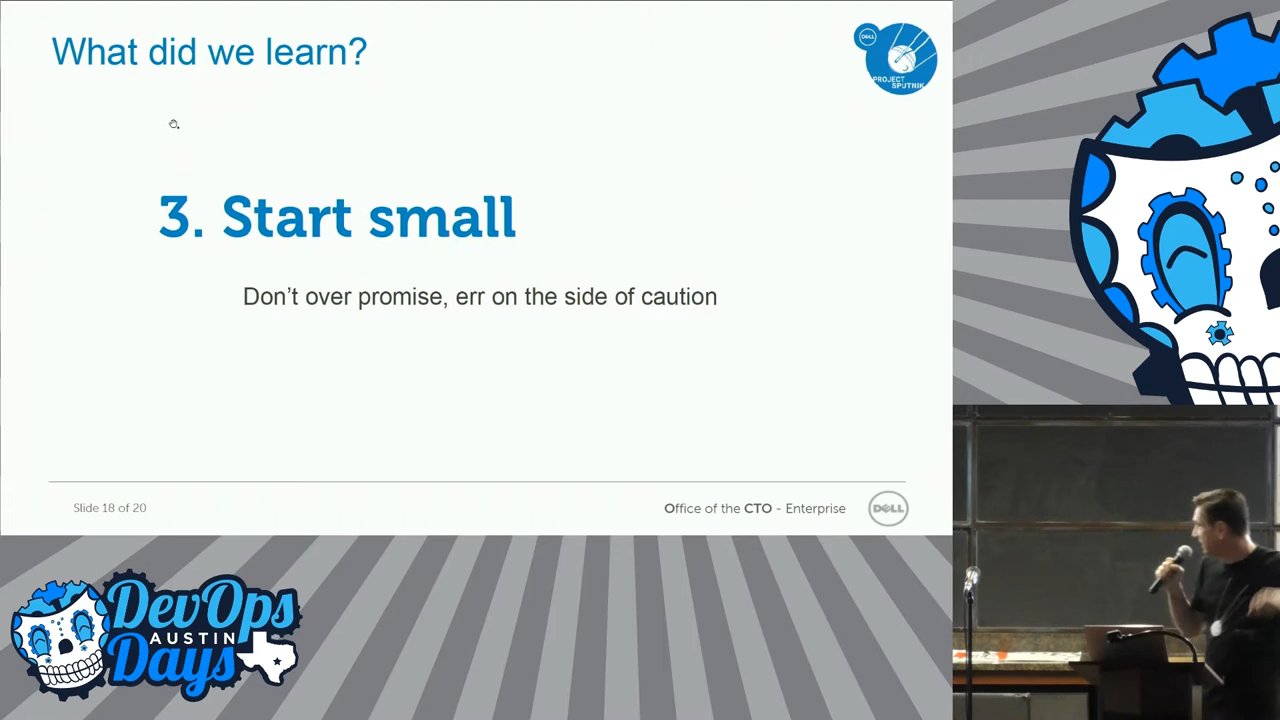 What did we learn?
DELL
PROJECT
SPUTNIK
3. Start small
Don't over promise, err on the side of caution
Slide 18 of 20
Office of the CTO - Enterprise
DELL
DevOps
AUSTIN
Days